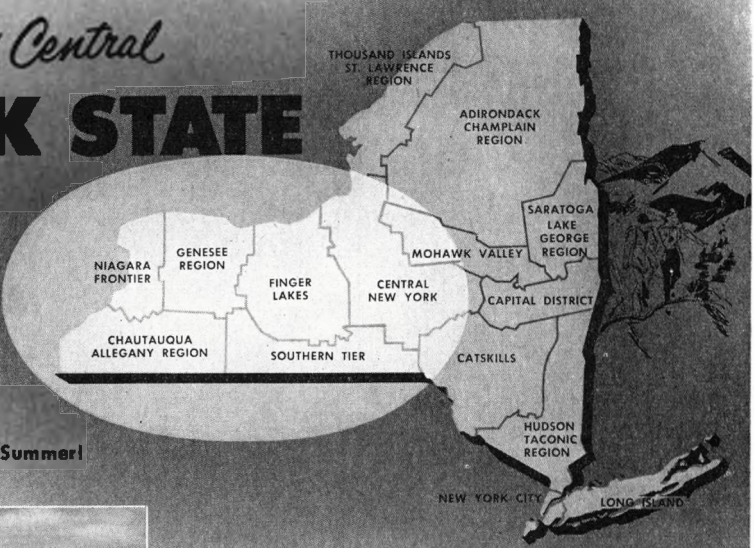 Central
K STATE
THOUSAND ISLANDS
ST. LAWRENCE
REGION
ADIRONDACK
CHAMPLAIN
REGION
SARATOGA
LAKE
GEORGE
REGION
MOHAWK VALLEY
NIAGARA
FRONTIER
GENESEE
REGION
FINGER
LAKES
CENTRAL
NEW YORK
CAPITAL DISTRICT
CHAUTAUQUA
ALLEGANY REGION
SOUTHERN TIER
CATSKILLS
HUDSON
TACONIC
REGION
Summer!
NEW YORK CITY
LONG ISLAND